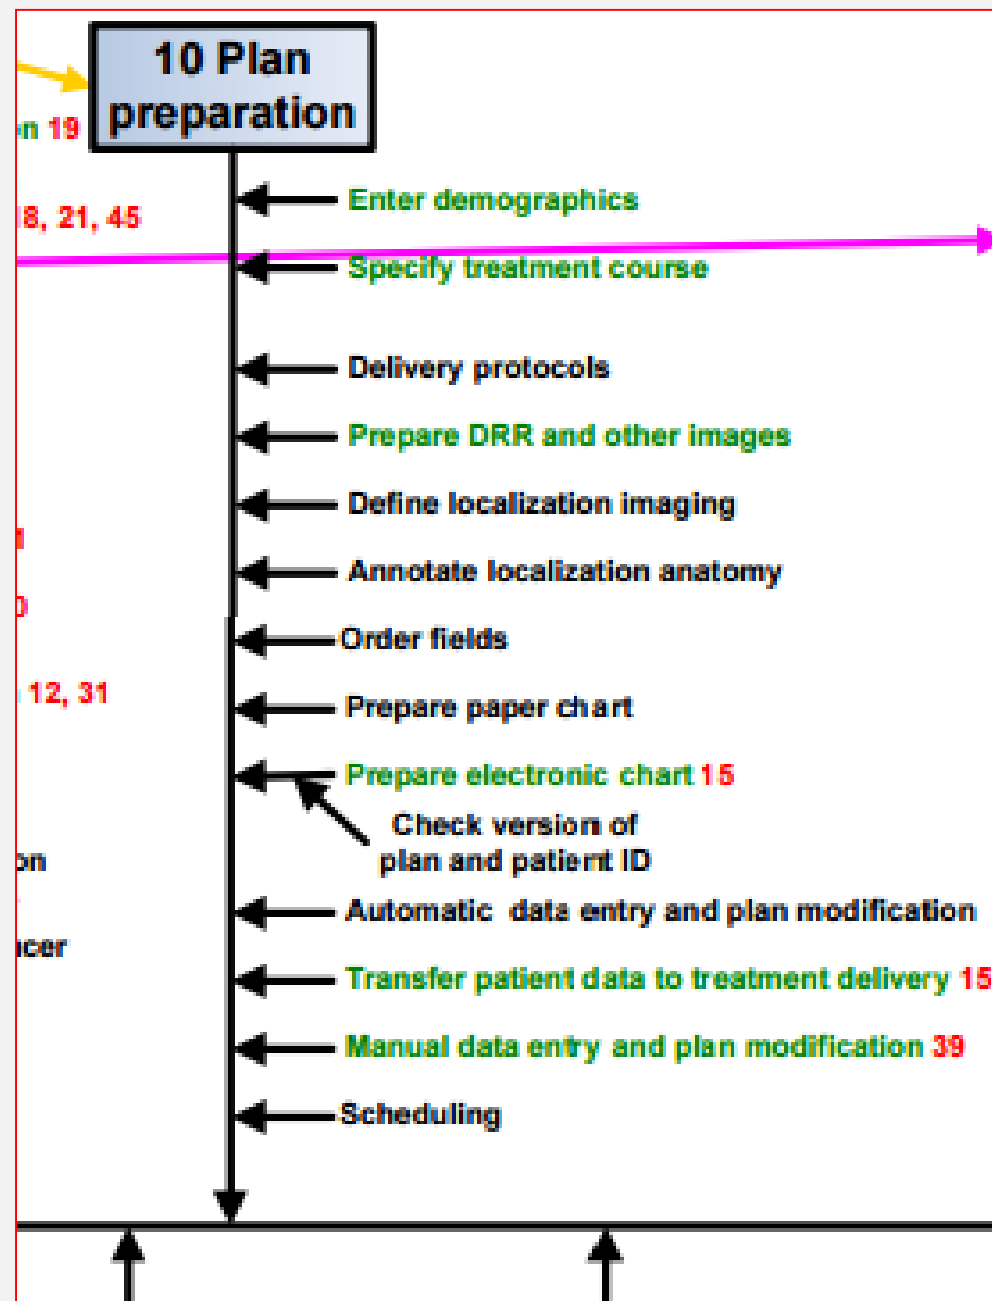 10 Plan
preparation
19
Enter demographics
21, 45
Specify treatment course
Delivery protocols
Prepare DRR and other images
Define localization imaging
Annotate localization anatomy
Order fields
12, 31
Prepare paper chart
Prepare electronic chart 15
Check version of
plan and patient ID
Automatic data entry and plan modification
Transfer patient data to treatment delivery 15
Manual data entry and plan modification 39
Scheduling